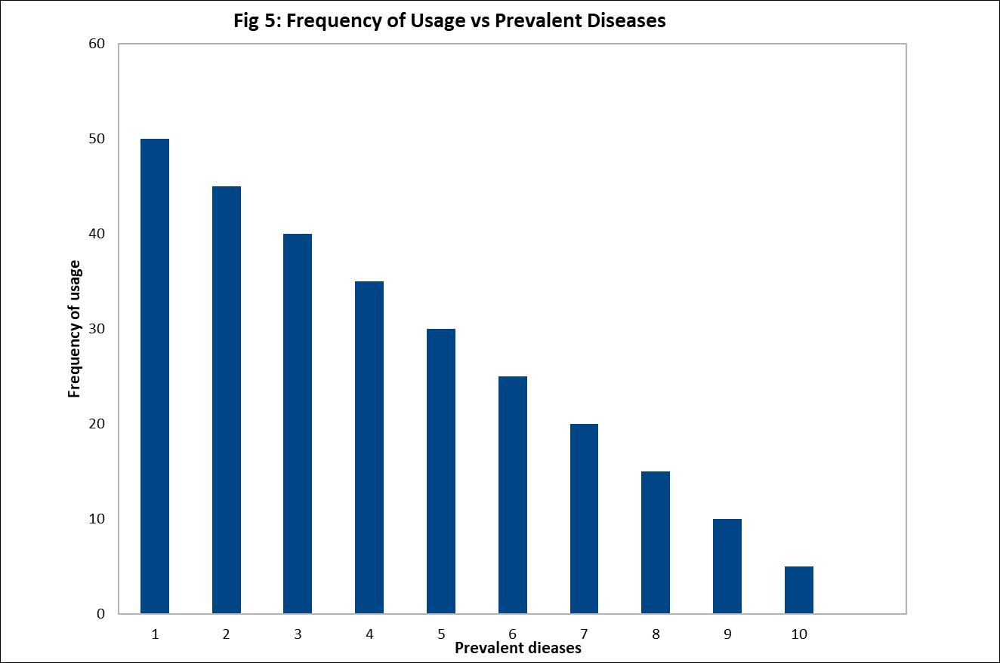 Fig 5: Frequency of Usage vs Prevalent Diseases
60
50
40
30
20
10
0
Frequency of usage
1 2 3 4 5 6 7 8 9 10
Prevalent dieases